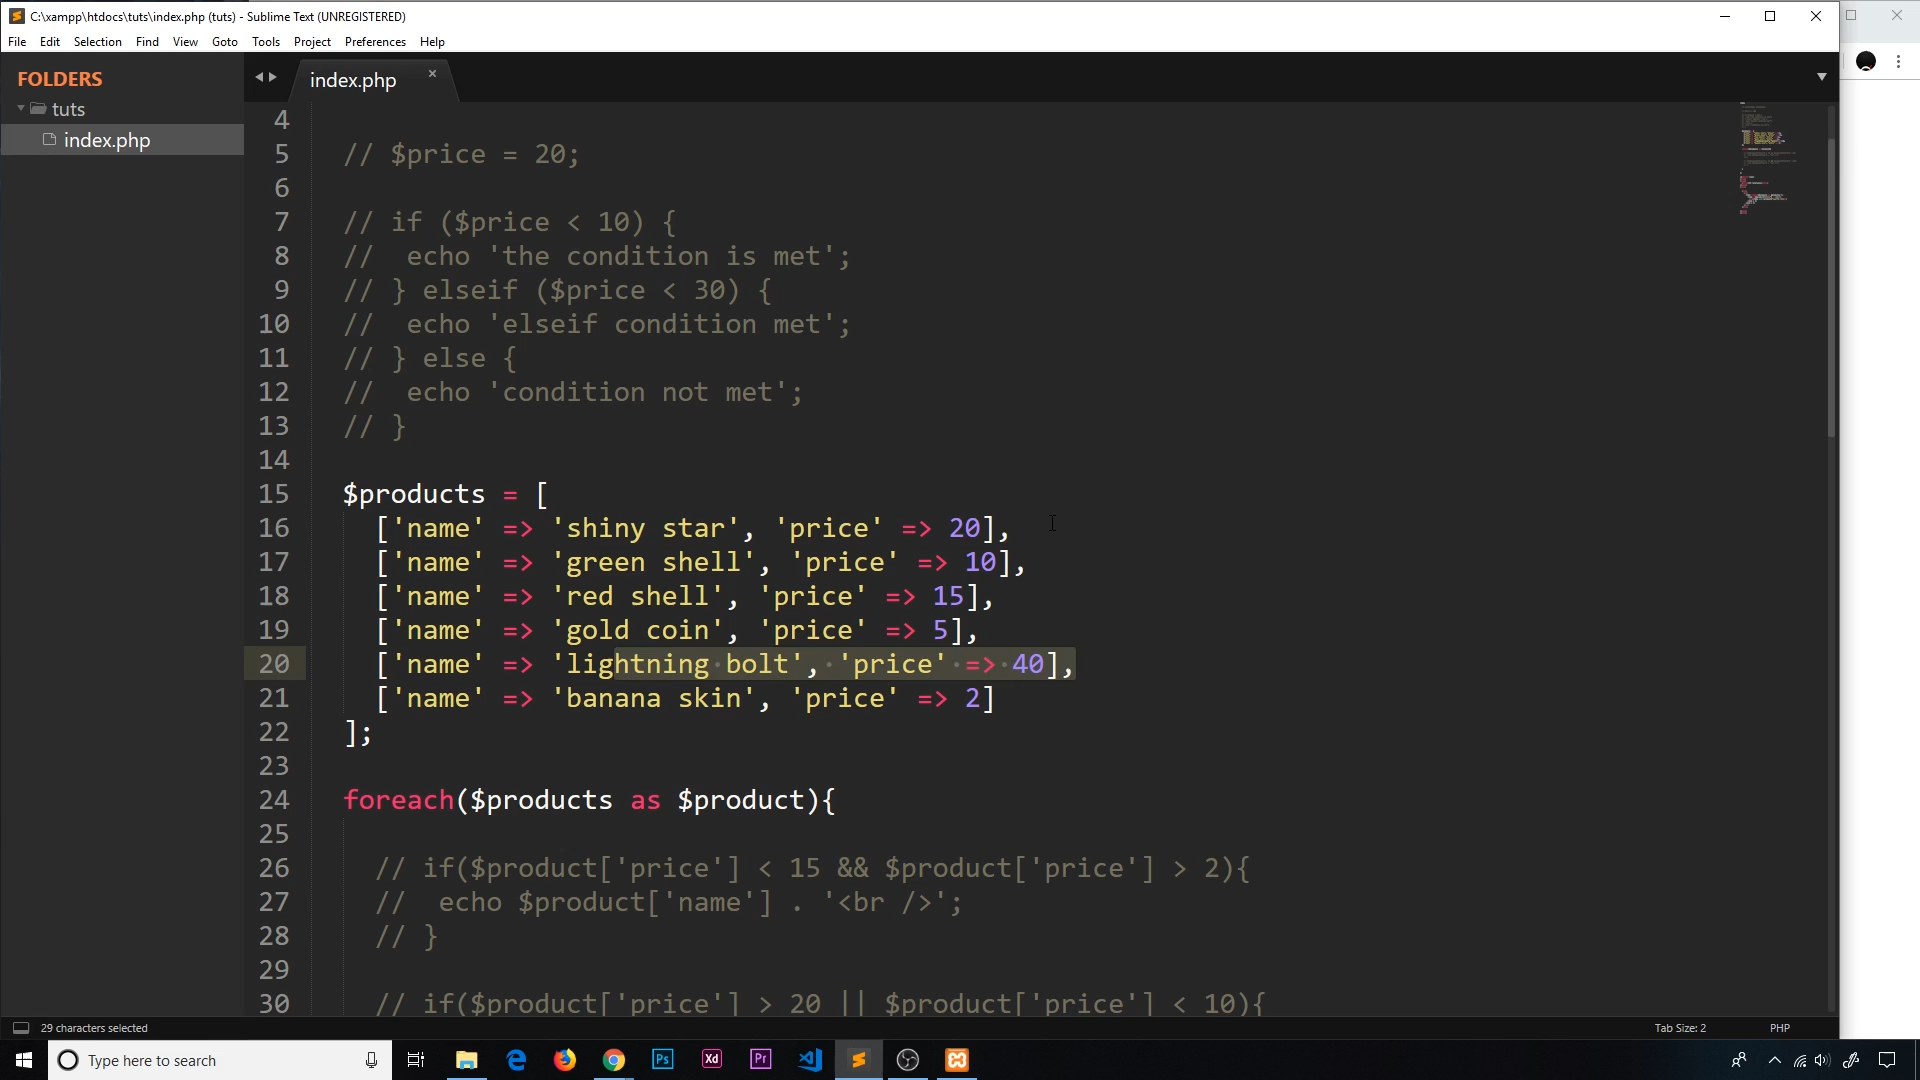 C:\xampp\htdocs\tuts\index.php (tuts) - Sublime Text (UNREGISTERED)
File Edit Selection Find View Goto Tools Project Preferences Help
FOLDERS
tuts
index.php
index.php
4
5 // $price = 20;
6
7 // if ($price < 10) {
8 //  echo 'the condition is met';
9 // } elseif ($price < 30) {
10 //  echo 'elseif condition met';
11 // } else {
12 //  echo 'condition not met';
13 // }
14
15 $products = [
16   ['name' => 'shiny star', 'price' => 20],
17   ['name' => 'green shell', 'price' => 10],
18   ['name' => 'red shell', 'price' => 15],
19   ['name' => 'gold coin', 'price' => 5],
20   ['name' => 'lightning bolt', 'price' => 40],
21   ['name' => 'banana skin', 'price' => 2]
22 ];
23
24 foreach($products as $product){
25
26   // if($product['price'] < 15 && $product['price'] > 2){
27   //  echo $product['name'] . '<br />';
28   // }
29
30   // if($product['price'] > 20 || $product['price'] < 10){
29 characters selected
Tab Size: 2
PHP
Type here to search
Ps
Xd
Pr